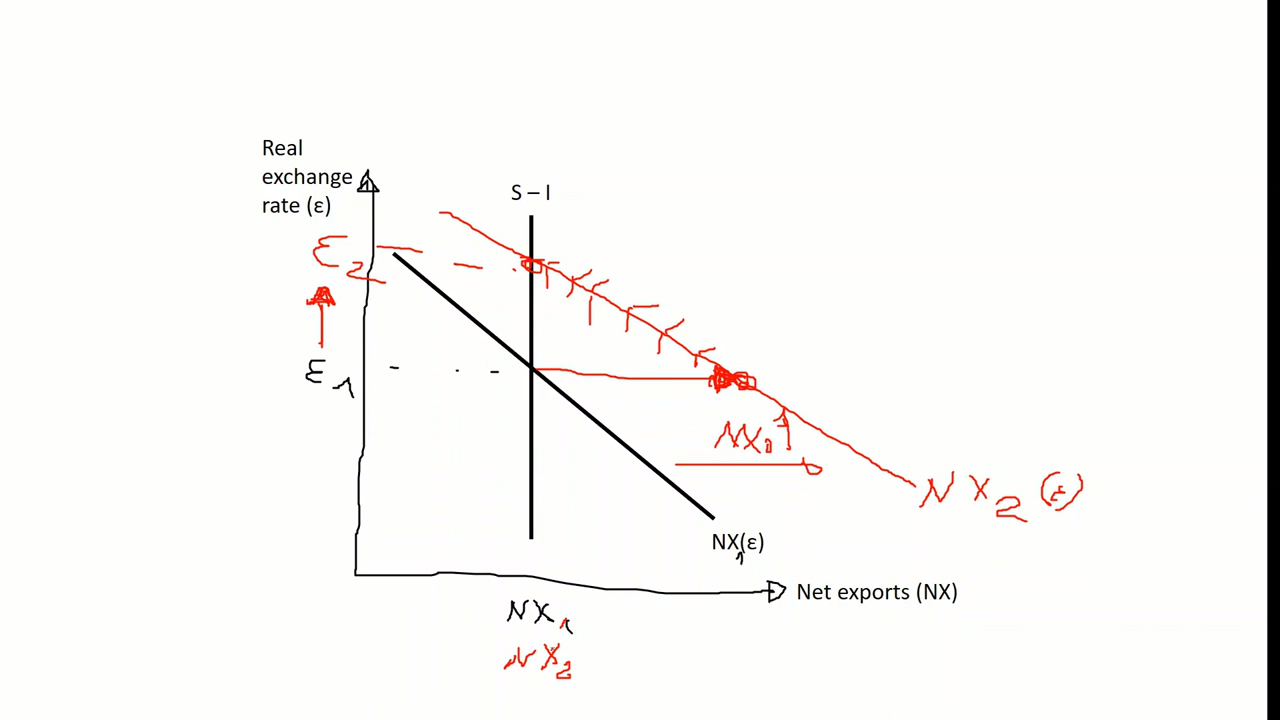 Real
exchange
rate (ε)
S – I
ε2
ε1
NX
NX2 (ε)
NX1(ε)
Net exports (NX)
NX1
NX2